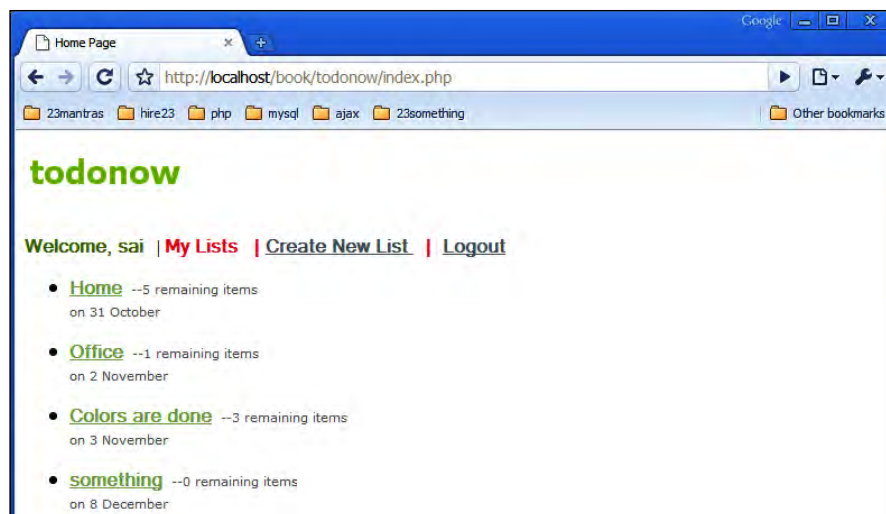 Google
Home Page
http://localhost/book/todonow/index.php
23mantras hire23 php mysql ajax 23something Other bookmarks
todonow
Welcome, sai | My Lists | Create New List | Logout
Home --5 remaining items
on 31 October
Office --1 remaining items
on 2 November
Colors are done --3 remaining items
on 3 November
something --0 remaining items
on 8 December